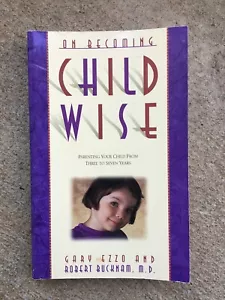 ON BECOMING
CHILD
WISE
PARENTING YOUR CHILD FROM
THREE TO SEVEN YEARS
GARY EZZO AND
ROBERT BUCKNAM, M.D.